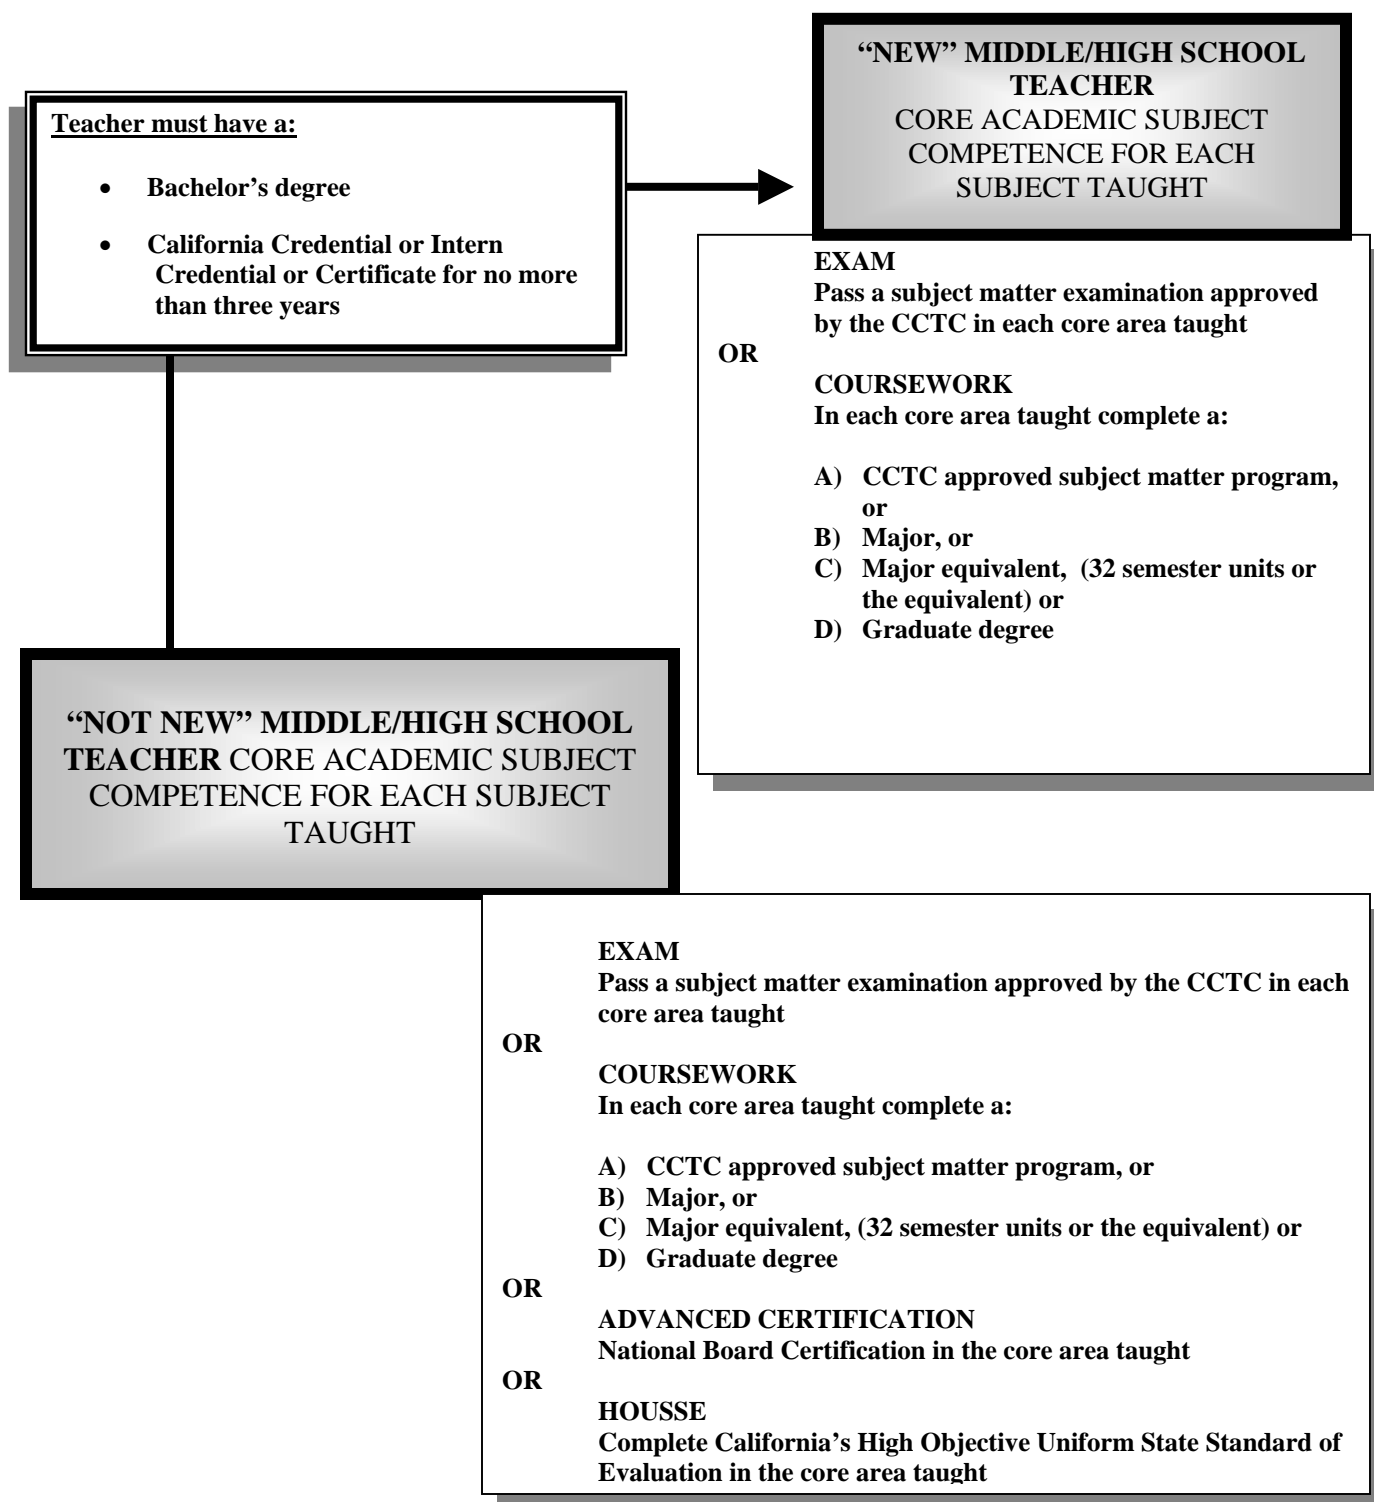 Teacher must have a:
• Bachelor’s degree
• California Credential or Intern
Credential or Certificate for no more
than three years
“NEW” MIDDLE/HIGH SCHOOL
TEACHER
CORE ACADEMIC SUBJECT
COMPETENCE FOR EACH
SUBJECT TAUGHT
EXAM
Pass a subject matter examination approved
by the CCTC in each core area taught
OR
COURSEWORK
In each core area taught complete a:
A) CCTC approved subject matter program,
or
B) Major, or
C) Major equivalent, (32 semester units or
the equivalent) or
D) Graduate degree
“NOT NEW” MIDDLE/HIGH SCHOOL
TEACHER CORE ACADEMIC SUBJECT
COMPETENCE FOR EACH SUBJECT
TAUGHT
EXAM
Pass a subject matter examination approved by the CCTC in each
core area taught
OR
COURSEWORK
In each core area taught complete a:
A) CCTC approved subject matter program, or
B) Major, or
C) Major equivalent, (32 semester units or the equivalent) or
D) Graduate degree
OR
ADVANCED CERTIFICATION
National Board Certification in the core area taught
OR
HOUSSE
Complete California’s High Objective Uniform State Standard of
Evaluation in the core area taught